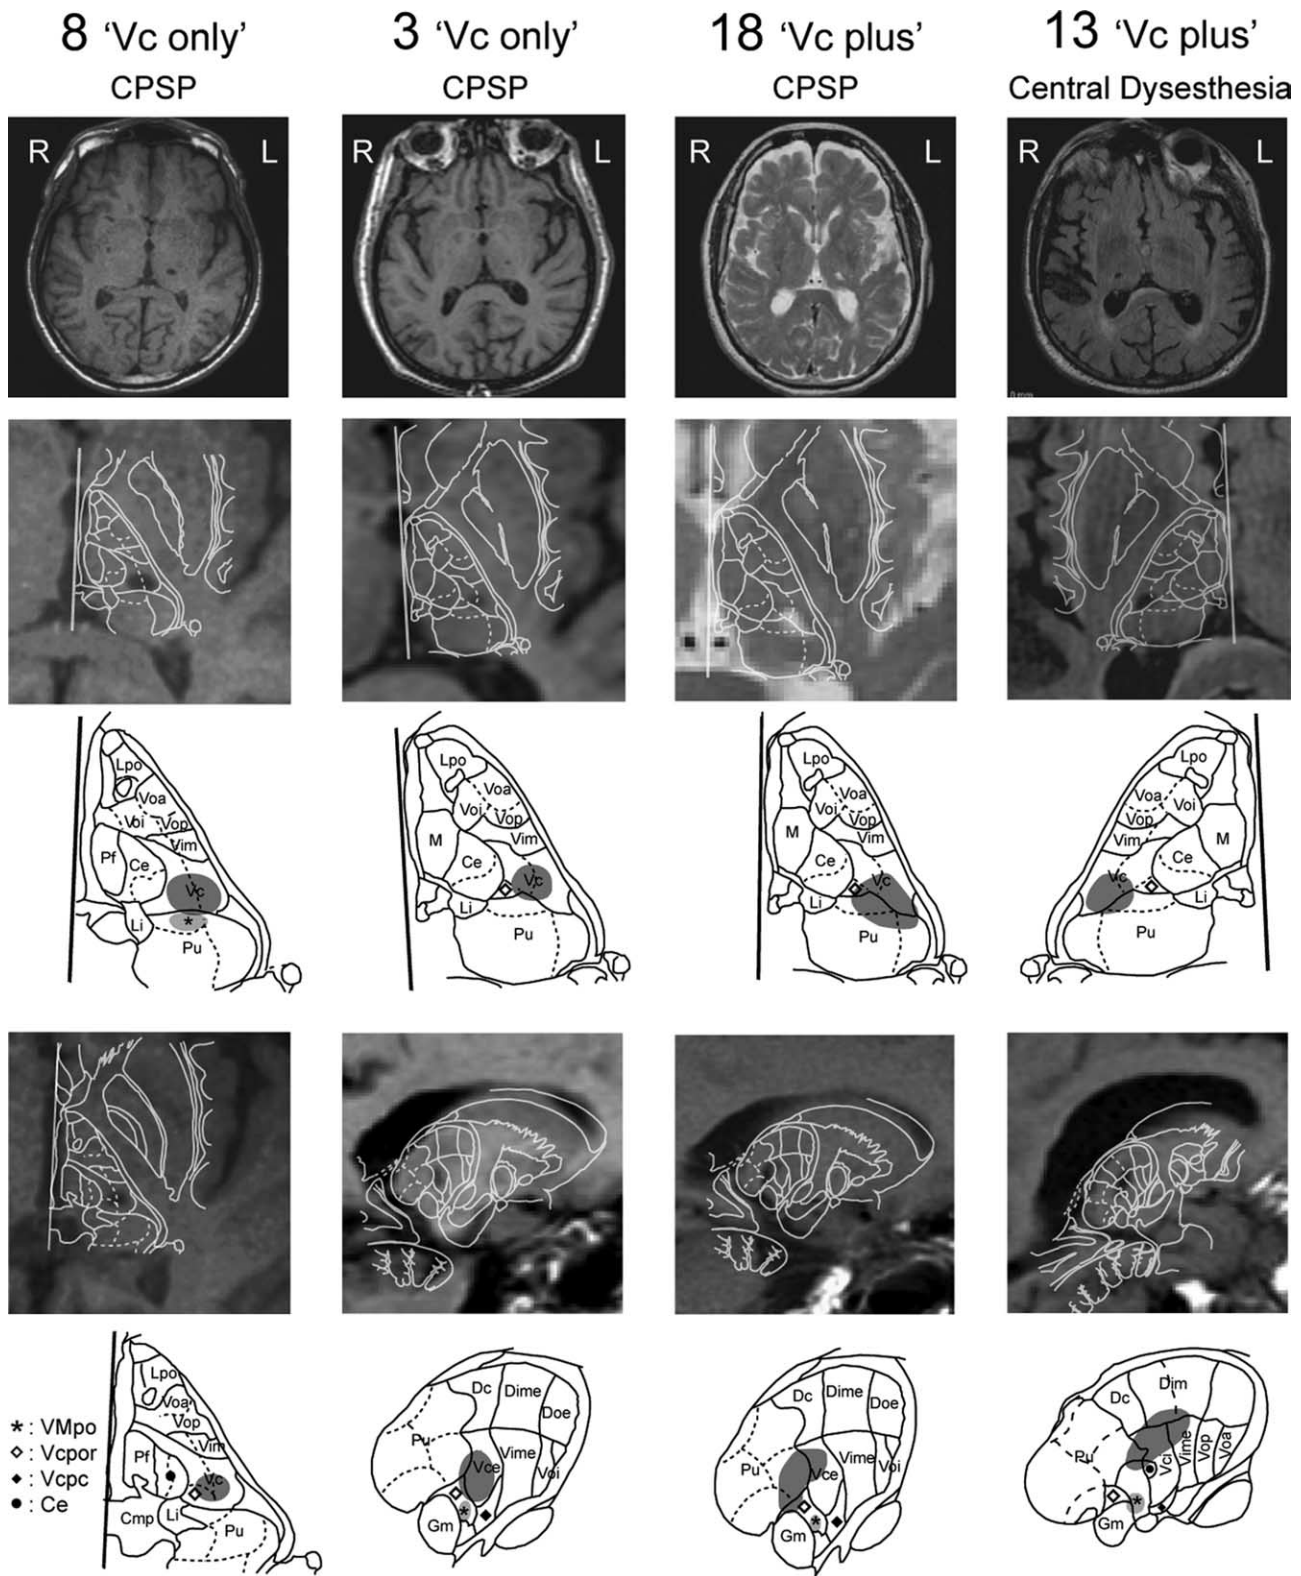 8 'Vc only'
3 'Vc only'
18 'Vc plus'
13 'Vc plus'
CPSP
CPSP
CPSP
Central Dysesthesia
R L
R L
R L
R L
Lpo
Voa
Voi Vop
Vim
Pf
Ce
Vc
Li
*
Pu
Lpo
Voa
Voi
Vop
M
Vim
Ce
Vc
Li
Pu
Lpo
Voa
Voi
Vop
M
Vim
Ce
Vc
Li
Pu
Lpo
Voa
Voi
Vop
Vim
M
Ce
Vc
Li
Pu
* : VMpo
◇ : Vcpor
◆ : Vcpc
● : Ce
Lpo
Voa
Vop
Vim
Pf
Vc
Cmp
Li
Pu
Dc
Dime
Doe
Pu
Vime
Vce
Voi
*
Gm
Dc
Dime
Doe
Pu
Vime
Vce
Voi
*
Gm
Dc
Dim
Pu
Vci
Vime
Vop
Voa
*
Gm